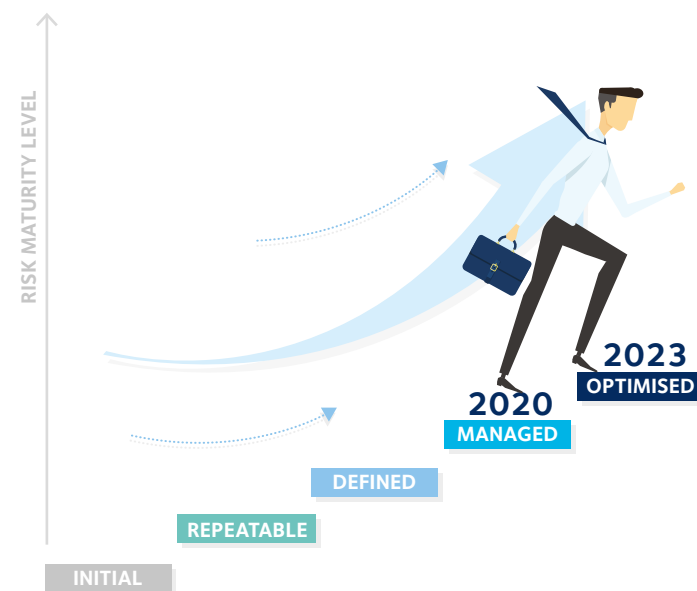 RISK MATURITY LEVEL
2023
OPTIMISED
2020
MANAGED
DEFINED
REPEATABLE
INITIAL